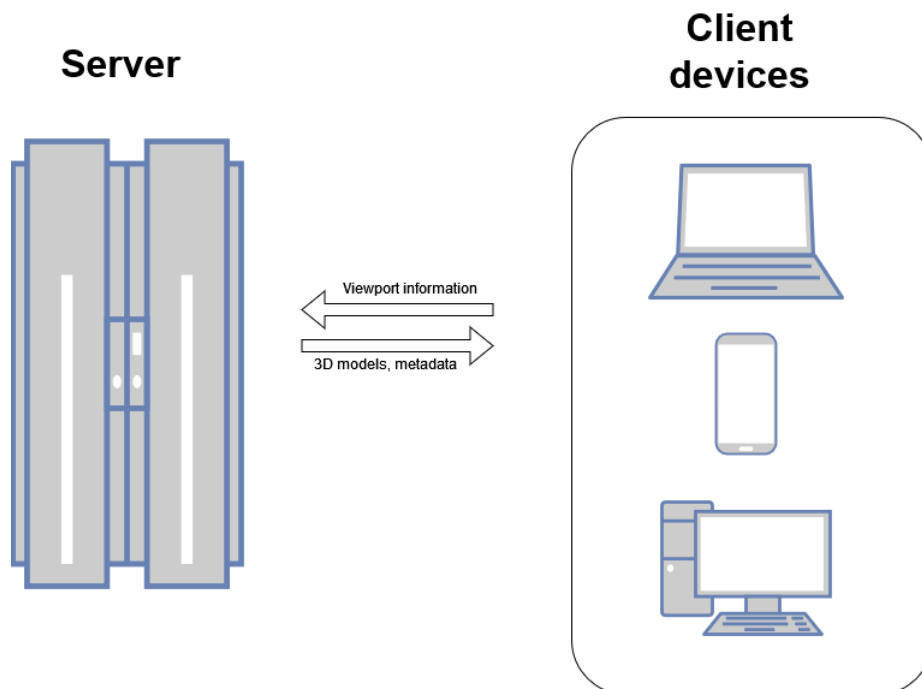 Server
Client
devices
Viewport information
3D models, metadata